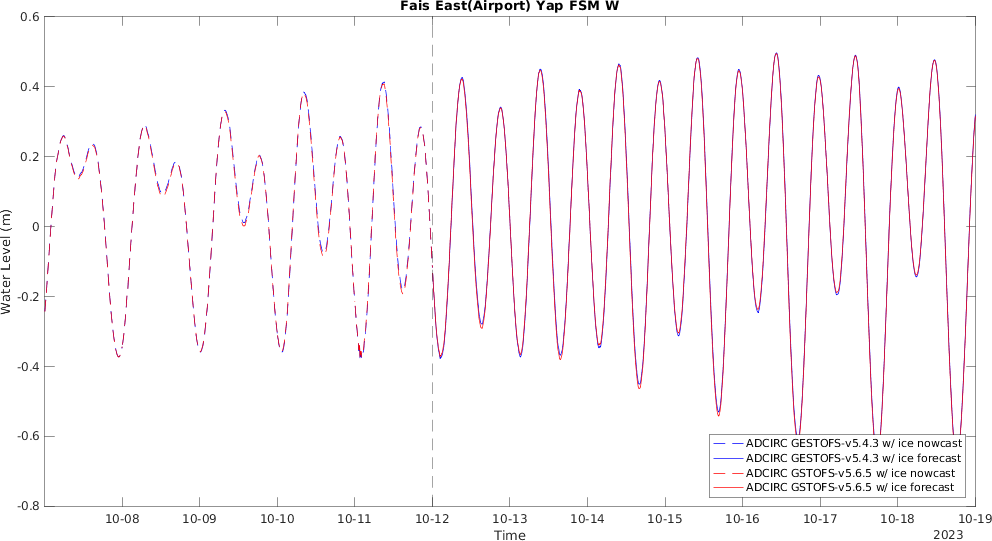 Fais East(Airport) Yap FSM W
0.6
0.4
0.2
0
-0.2
-0.4
-0.6
-0.8
Water Level (m)
ADCIRC GESTOFS-v5.4.3 w/ ice nowcast
ADCIRC GESTOFS-v5.4.3 w/ ice forecast
ADCIRC GSTOFS-v5.6.5 w/ ice nowcast
ADCIRC GSTOFS-v5.6.5 w/ ice forecast
10-08 10-09 10-10 10-11 10-12 10-13 10-14 10-15 10-16 10-17 10-18 10-19
Time
2023